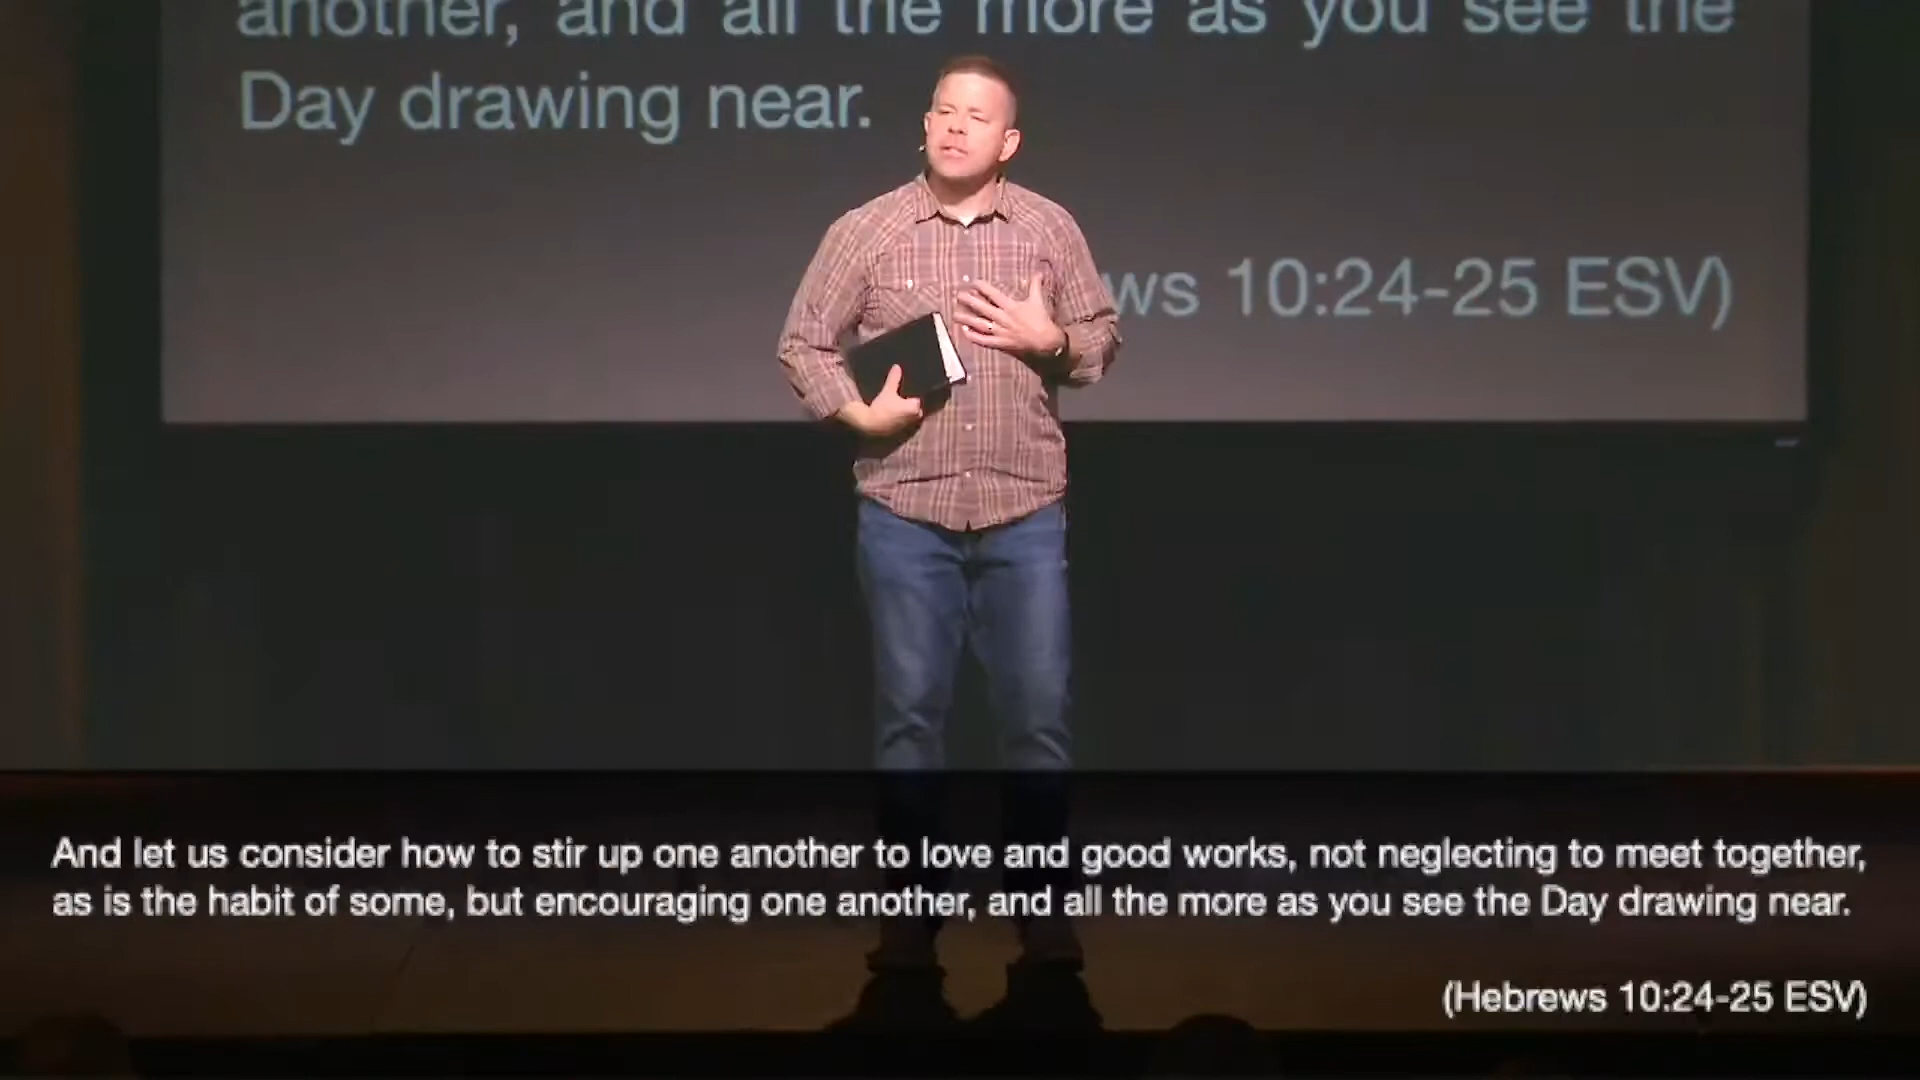 another, and all the more as you see the
Day drawing near.
ws 10:24-25 ESV)
And let us consider how to stir up one another to love and good works, not neglecting to meet together,
as is the habit of some, but encouraging one another, and all the more as you see the Day drawing near.
(Hebrews 10:24-25 ESV)